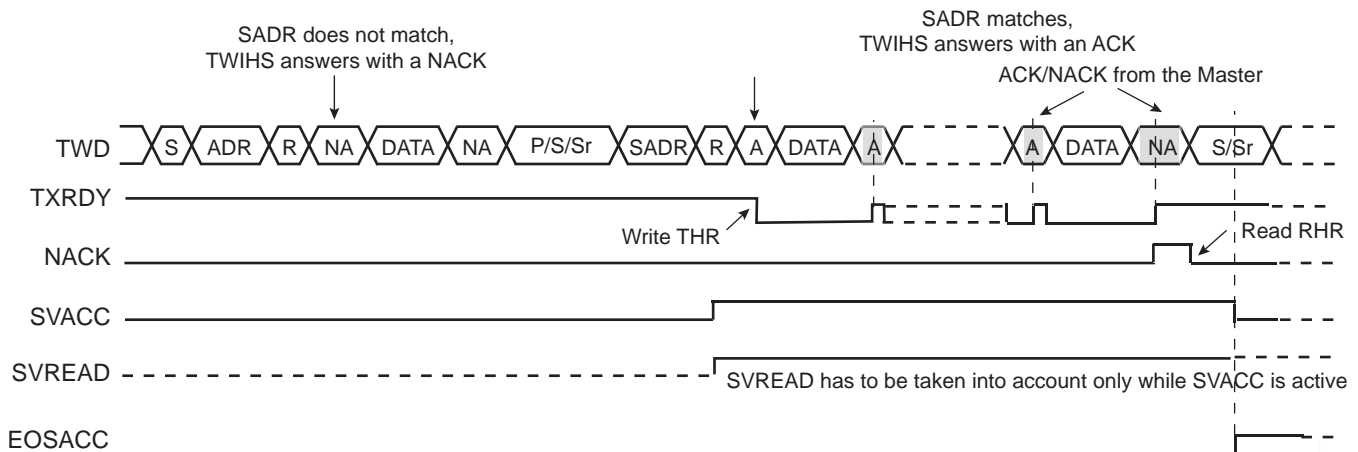 SADR does not match,
TWIHS answers with a NACK
SADR matches,
TWIHS answers with an ACK
ACK/NACK from the Master
TWD S ADR R NA DATA NA P/S/Sr SADR R A DATA A A DATA NA S/Sr
TXRDY
Write THR
Read RHR
NACK
SVACC
SVREAD
SVREAD has to be taken into account only while SVACC is active
EOSACC